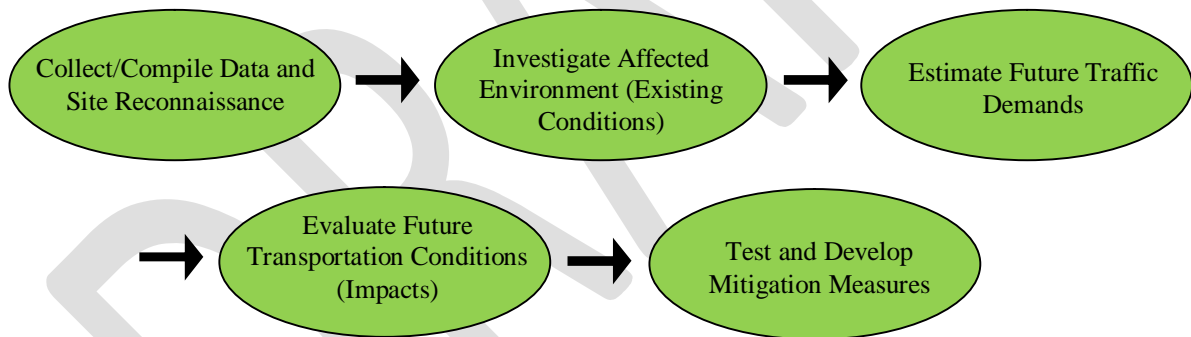 Collect/Compile Data and
Site Reconnaissance
Investigate Affected
Environment (Existing
Conditions)
Estimate Future Traffic
Demands
Evaluate Future
Transportation Conditions
(Impacts)
Test and Develop
Mitigation Measures